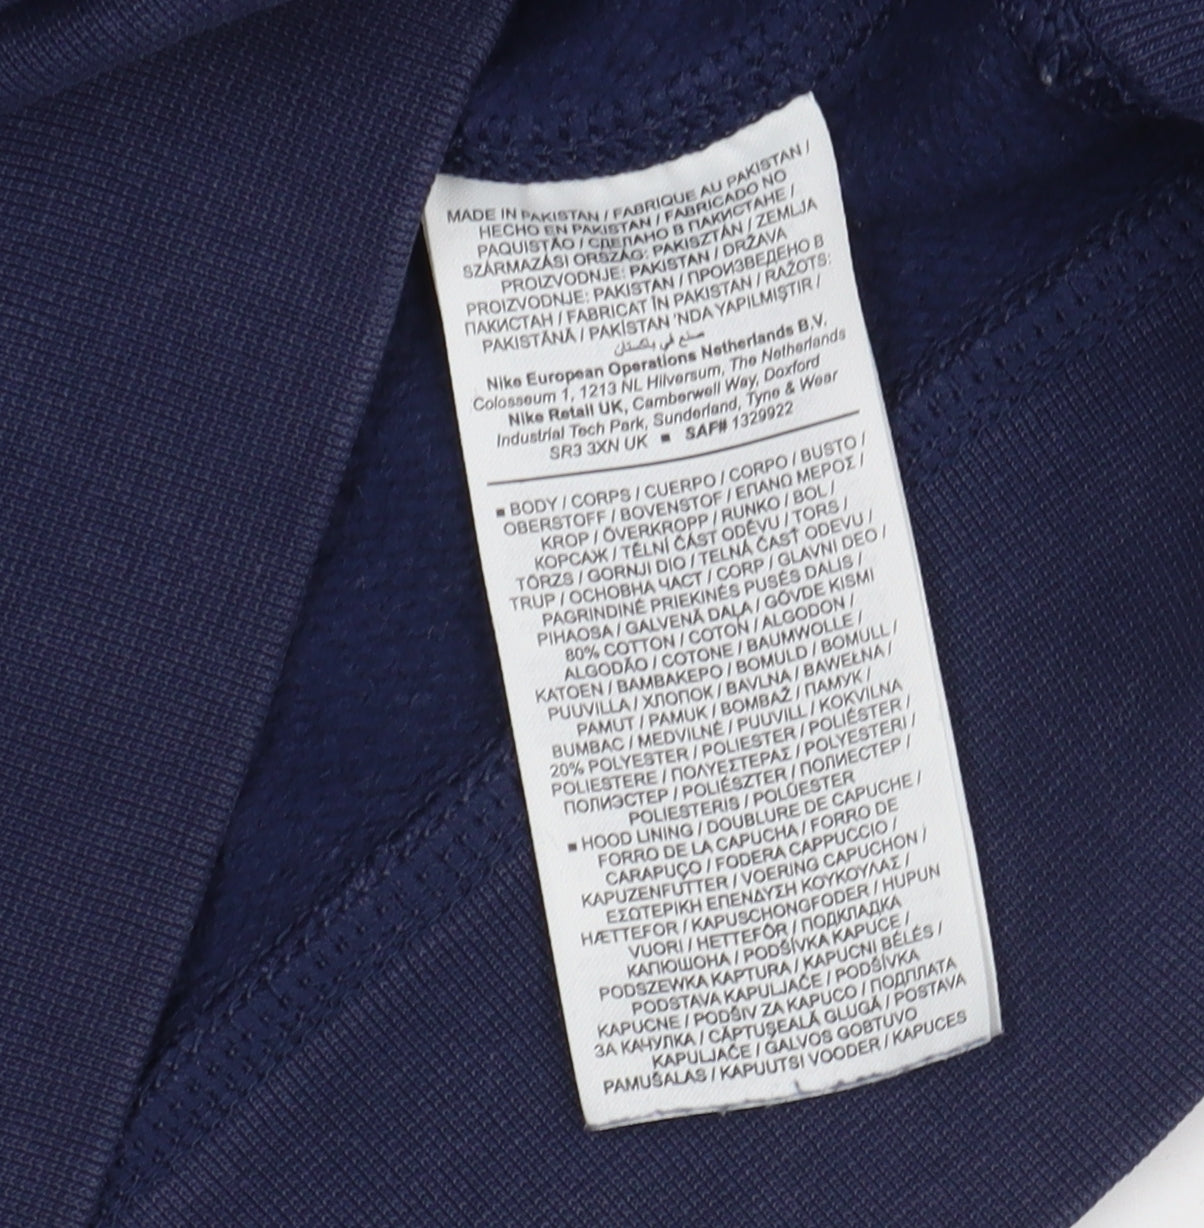 MADE IN PAKISTAN / FABRIQUE AU PAKISTAN /
HECHO EN PAKISTAN / FABRICADO NO
PAQUISTÃO / СДЕЛАНО В ПАКИСТАНЕ /
SZÁRMAZÁSI ORSZÁG: PAKISZTÁN / ZEMLJA
PROIZVODNJE: PAKISTAN / DRŽAVA
PROIZVODNJE: PAKISTAN / ПРОИЗВЕДЕНО В
ПАКИСТАН / FABRICAT ÎN PAKISTAN / RAŽOTS:
PAKISTĀNĀ / PAKİSTAN 'NDA YAPILMIŞTIR /
صنع في باكستان
Nike European Operations Netherlands B.V.
Colosseum 1, 1213 NL Hilversum, The Netherlands
Nike Retail UK, Camberwell Way, Doxford
Industrial Tech Park, Sunderland, Tyne & Wear
SR3 3XN UK ■ SAF# 1329922
■ BODY / CORPS / CUERPO / CORPO / BUSTO /
OBERSTOFF / BOVENSTOF / ΕΠΑΝΩ ΜΕΡΟΣ /
KROP / ÖVERKROPP / RUNKO / BOL /
КОРСАЖ / TĚLNÍ ČÁST ODĚVU / TORS /
TÖRZS / GORNJI DIO / TELNÁ ČASŤ ODEVU /
TRUP / ОСНОВНА ЧАСТ / CORP / GLAVNI DEO /
PAGRINDINĖ PRIEKINĖS PUSĖS DALIS /
PIHAOSA / GALVENĀ DAĻA / GÖVDE KISMI
80% COTTON / COTON / ALGODON /
ALGODÃO / COTONE / BAUMWOLLE /
KATOEN / ΒΑΜΒΑΚΕΡΟ / BOMULD / BOMULL /
PUUVILLA / ХЛОПОК / BAVLNA / BAWEŁNA /
PAMUT / PAMUK / BOMBAŽ / ПАМУК /
BUMBAC / MEDVILNĖ / PUUVILL / KOKVILNA
20% POLYESTER / POLIESTER / POLIÉSTER /
POLIESTERE / ΠΟΛΥΕΣΤΕΡΑΣ / POLYESTERI /
ПОЛИЭСТЕР / POLIÉSZTER / ПОЛИЕСТЕР /
POLIESTERIS / POLÜESTER
■ HOOD LINING / DOUBLURE DE CAPUCHE /
FORRO DE LA CAPUCHA / FORRO DE
CARAPUÇO / FODERA CAPPUCCIO /
KAPUZENFUTTER / VOERING CAPUCHON /
ΕΣΩΤΕΡΙΚΗ ΕΠΕΝΔΥΣΗ ΚΟΥΚΟΥΛΑΣ /
HÆTTEFOR / KAPUSCHONGFODER / HUPUN
VUORI / HETTEFÔR / ПОДКЛАДКА
КАПЮШОНА / PODŠÍVKA KAPUCE /
PODSZEWKA KAPTURA / KAPUCNI BÉLÉS /
PODSTAVA KAPULJAČE / PODŠÍVKA
KAPUCNE / PODŠIV ZA KAPUCO / ПОДПЛАТА
ЗА КАЧУЛКА / CĂPTUŞEALĂ GLUGĂ / POSTAVA
KAPULJAČE / GALVOS GOBTUVO
PAMUŠALAS / KAPUUTSI VOODER / KAPUCES